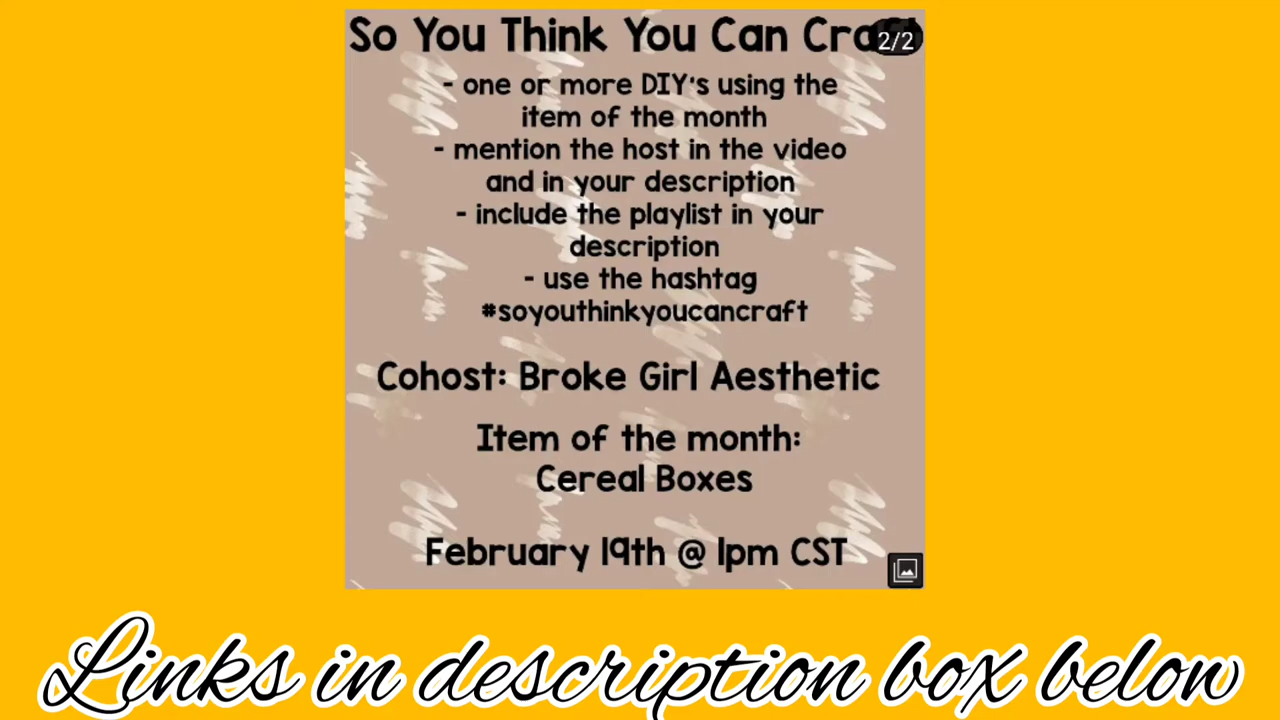 So You Think You Can Cra
2/2
- one or more DIY's using the
item of the month
- mention the host in the video
and in your description
- include the playlist in your
description
- use the hashtag
#soyouthinkyoucancraft
Cohost: Broke Girl Aesthetic
Item of the month:
Cereal Boxes
February 19th @ 1pm CST
Links in description box below